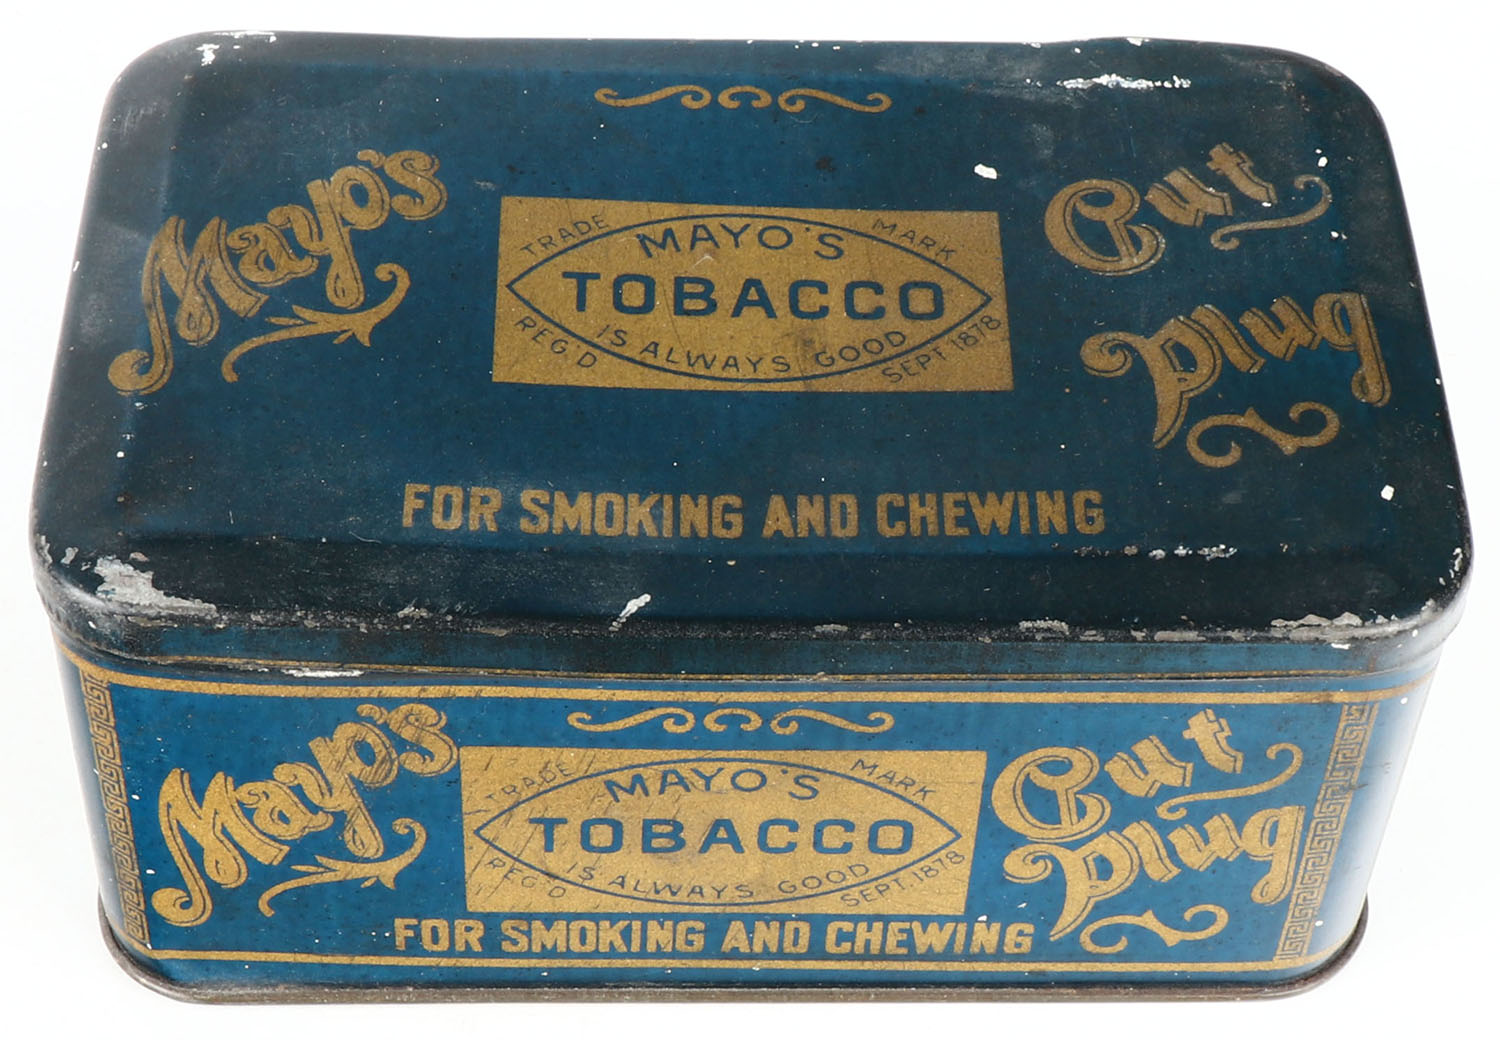 Mayo's
Cut
Plug
TRADE MARK
MAYO'S
TOBACCO
IS ALWAYS GOOD
REG'D SEPT. 1878
FOR SMOKING AND CHEWING
Mayo's
Cut
Plug
TRADE MARK
MAYO'S
TOBACCO
IS ALWAYS GOOD
REG'D SEPT. 1878
FOR SMOKING AND CHEWING